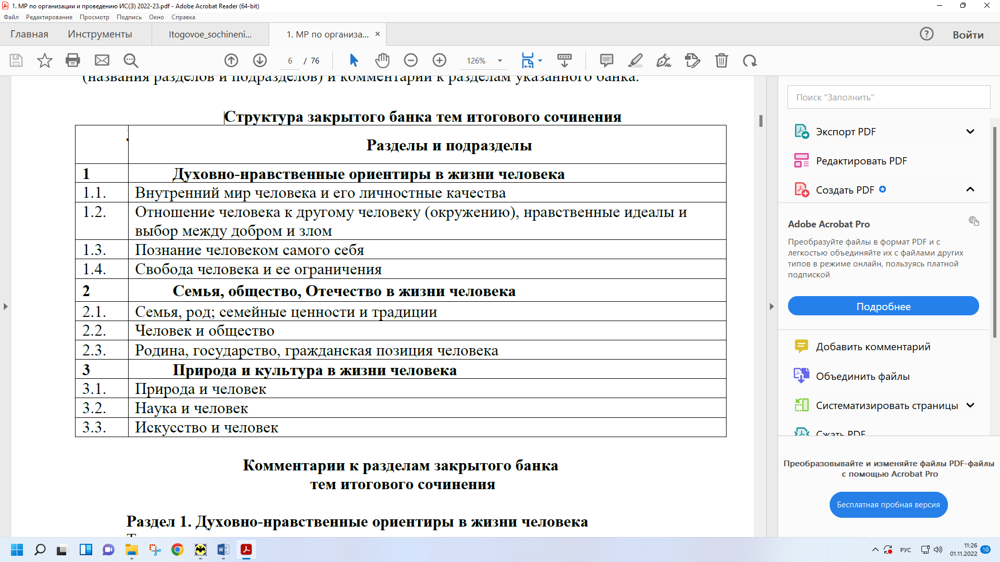 1. МР по организации и проведению ИС(З) 2022-23.pdf - Adobe Acrobat Reader (64-bit)
Файл Редактирование Просмотр Подпись Окно Справка
Главная Инструменты Itogovoe_sochineni... 1. МР по организа... × Войти
6 / 76 126%
(названия разделов и подразделов) и комментарии к разделам указанного банка.
Структура закрытого банка тем итогового сочинения
Разделы и подразделы
1 Духовно-нравственные ориентиры в жизни человека
1.1. Внутренний мир человека и его личностные качества
1.2. Отношение человека к другому человеку (окружению), нравственные идеалы и
выбор между добром и злом
1.3. Познание человеком самого себя
1.4. Свобода человека и ее ограничения
2 Семья, общество, Отечество в жизни человека
2.1. Семья, род; семейные ценности и традиции
2.2. Человек и общество
2.3. Родина, государство, гражданская позиция человека
3 Природа и культура в жизни человека
3.1. Природа и человек
3.2. Наука и человек
3.3. Искусство и человек
Комментарии к разделам закрытого банка
тем итогового сочинения
Раздел 1. Духовно-нравственные ориентиры в жизни человека
Поиск "Заполнить"
Экспорт PDF
Редактировать PDF
Создать PDF
Adobe Acrobat Pro
Преобразуйте файлы в формат PDF и с
легкостью объединяйте их с файлами других
типов в режиме онлайн, пользуясь платной
подпиской
Подробнее
Добавить комментарий
Объединить файлы
Систематизировать страницы
Сжать PDF
Преобразовывайте и изменяйте файлы PDF-файлы
с помощью Acrobat Pro
Бесплатная пробная версия
РУС 11:26
01.11.2022 10